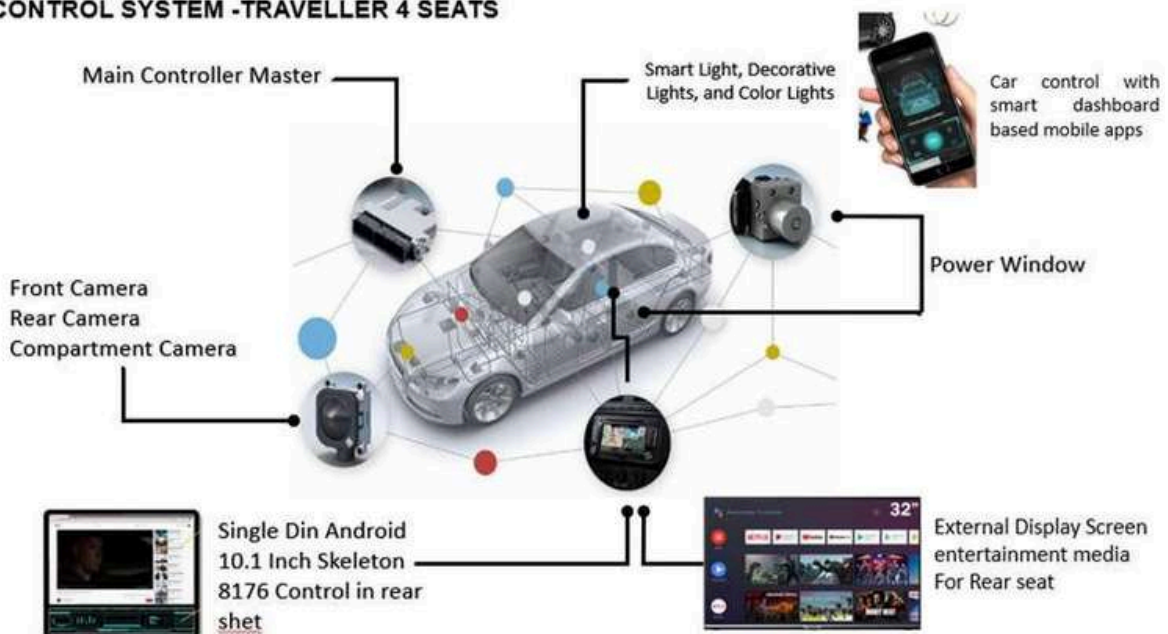 CONTROL SYSTEM -TRAVELLER 4 SEATS
Main Controller Master
Smart Light, Decorative
Lights, and Color Lights
Car control with
smart dashboard
based mobile apps
Power Window
Front Camera
Rear Camera
Compartment Camera
Single Din Android
10.1 Inch Skeleton
8176 Control in rear
shet
32"
External Display Screen
entertainment media
For Rear seat